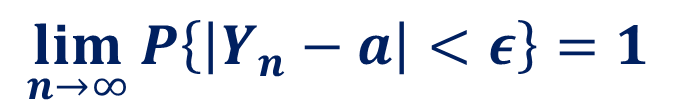 lim n→∞ P{|Yₙ − a| < ϵ} = 1